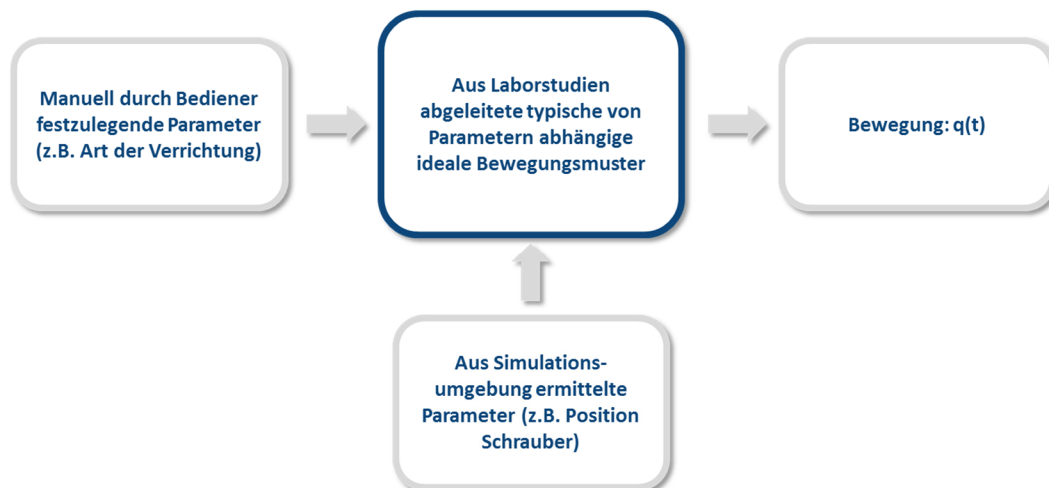 Manuell durch Bediener
festzulegende Parameter
(z.B. Art der Verrichtung)
Aus Laborstudien
abgeleitete typische von
Parametern abhängige
ideale Bewegungsmuster
Bewegung: q(t)
Aus Simulations-
umgebung ermittelte
Parameter (z.B. Position
Schrauber)